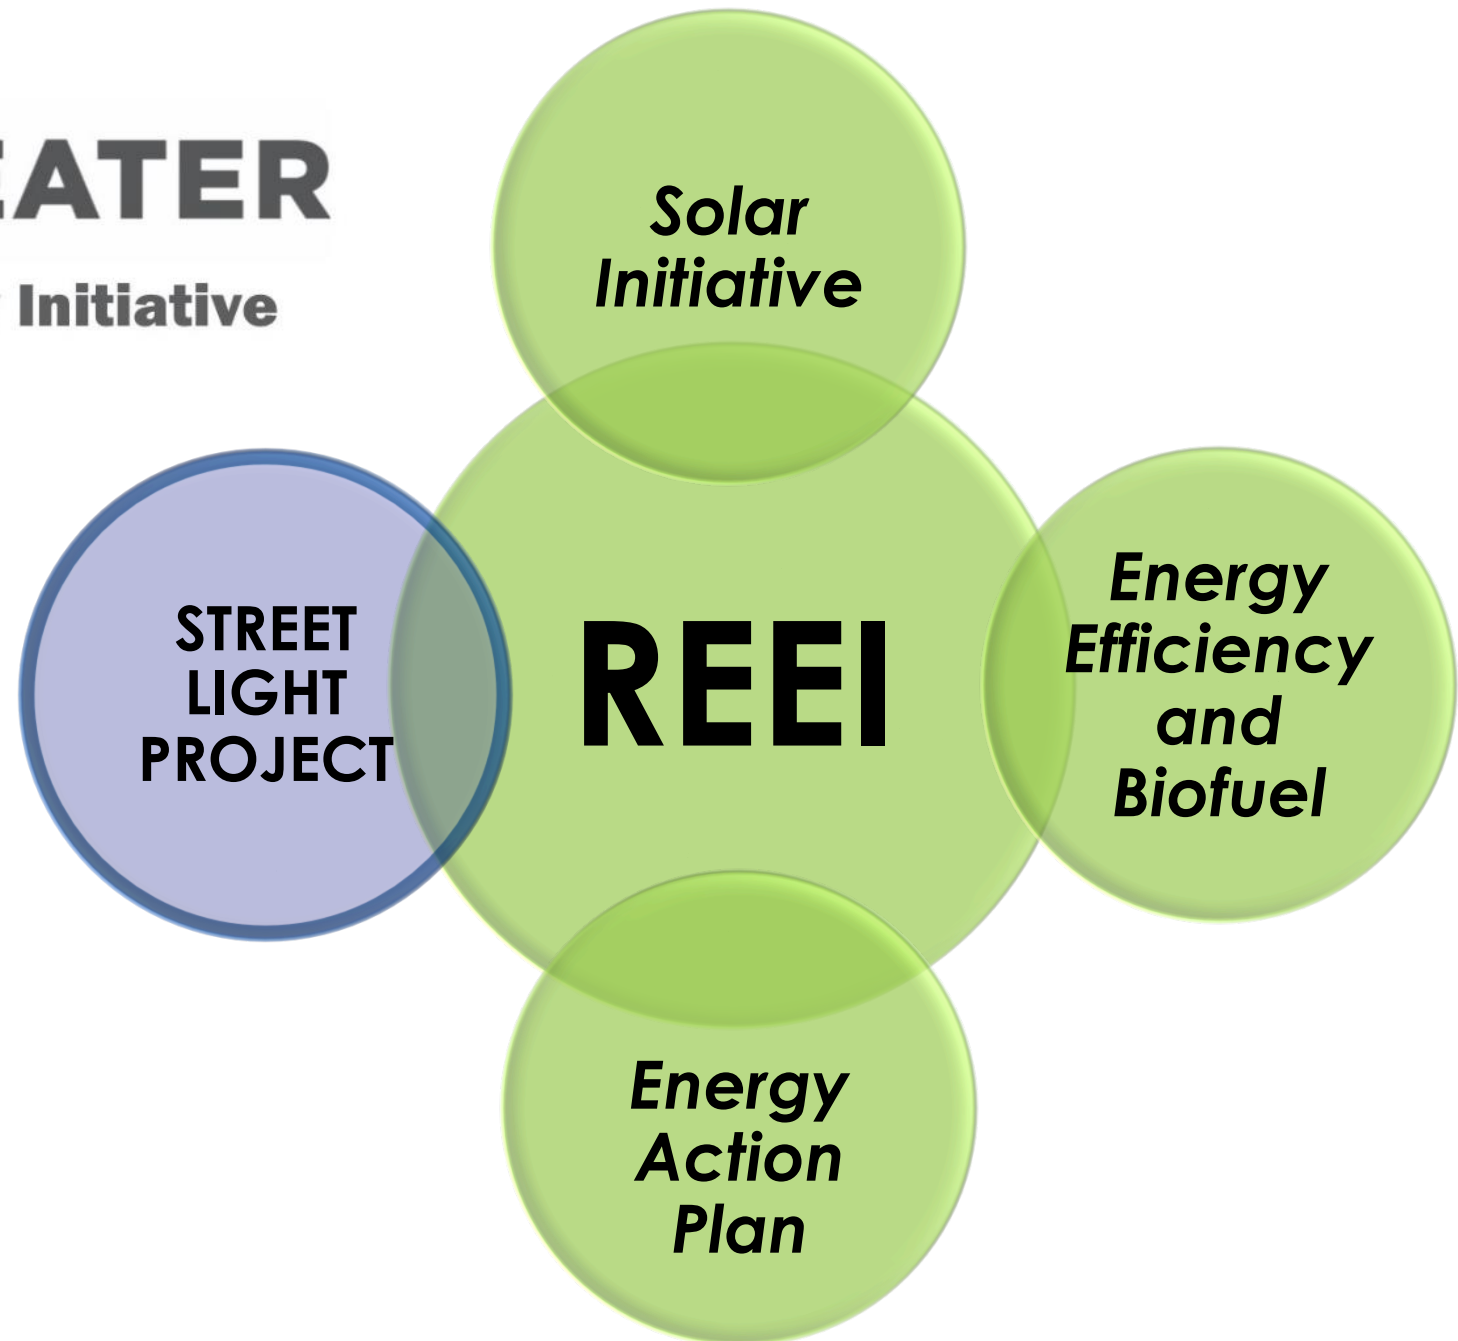 EATER
Initiative
Solar
Initiative
STREET
LIGHT
PROJECT
REEI
Energy
Efficiency
and
Biofuel
Energy
Action
Plan